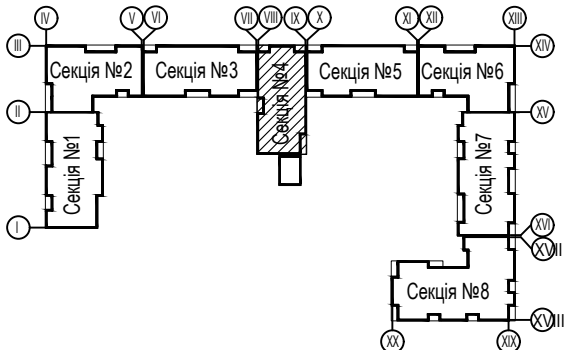 IV V VI VII VIII IX X XI XII XIII
III XIV
Секція №2 Секція №3 Секція №4 Секція №5 Секція №6
II XV
Секція №1 Секція №7
I XVI
XVII
Секція №8
XVIII
XX XIX